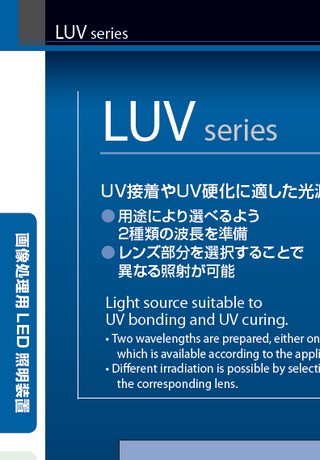 LUV series
LUV series
UV接着やUV硬化に適した光源
●用途により選べるよう
2種類の波長を準備
●レンズ部分を選択することで
異なる照射が可能
Light source suitable to
UV bonding and UV curing.
• Two wavelengths are prepared, either on
which is available according to the appli
• Different irradiation is possible by selecti
the corresponding lens.
画像処理用LED照明装置